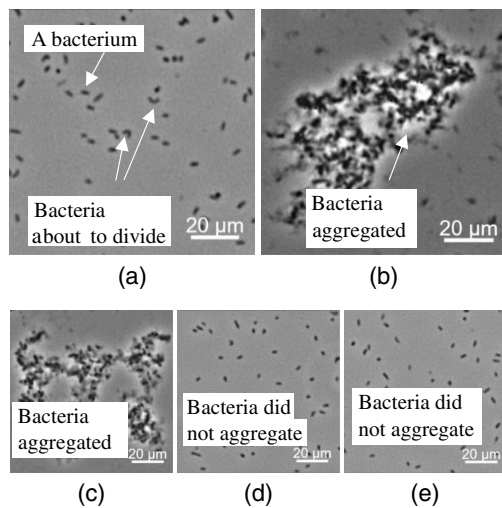 A bacterium
Bacteria
about to divide
20 µm
(a)
Bacteria
aggregated
20 µm
(b)
Bacteria
aggregated
20 µm
(c)
Bacteria did
not aggregate
20 µm
(d)
Bacteria did
not aggregate
20 µm
(e)